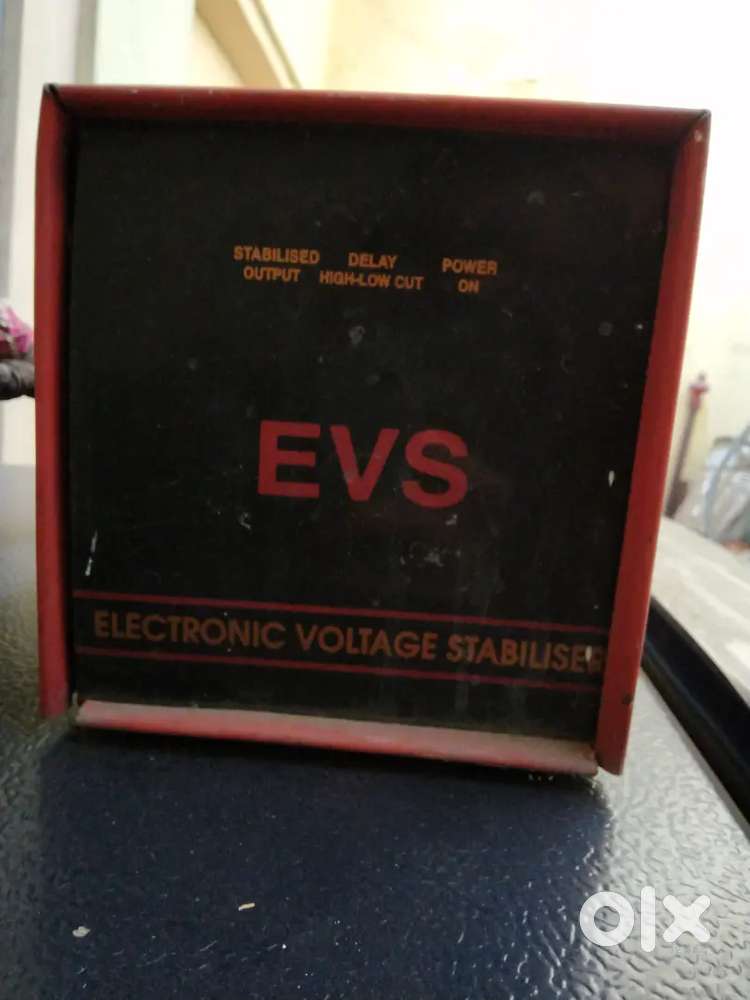 STABILISED DELAY POWER
OUTPUT HIGH-LOW CUT ON
EVS
ELECTRONIC VOLTAGE STABILISER
olx